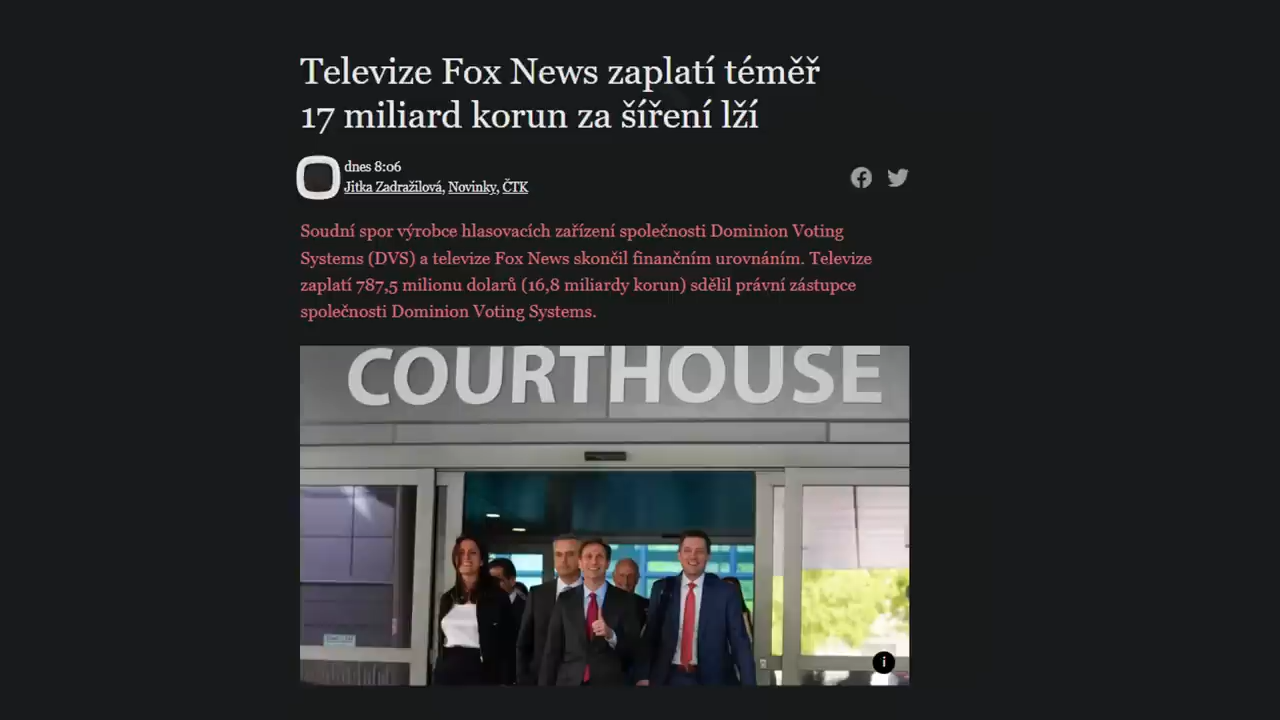 Televize Fox News zaplatí téměř
17 miliard korun za šíření lží
dnes 8:06
Jitka Zadražilová, Novinky, ČTK
Soudní spor výrobce hlasovacích zařízení společnosti Dominion Voting
Systems (DVS) a televize Fox News skončil finančním urovnáním. Televize
zaplatí 787,5 milionu dolarů (16,8 miliardy korun) sdělil právní zástupce
společnosti Dominion Voting Systems.
COURTHOUSE
i